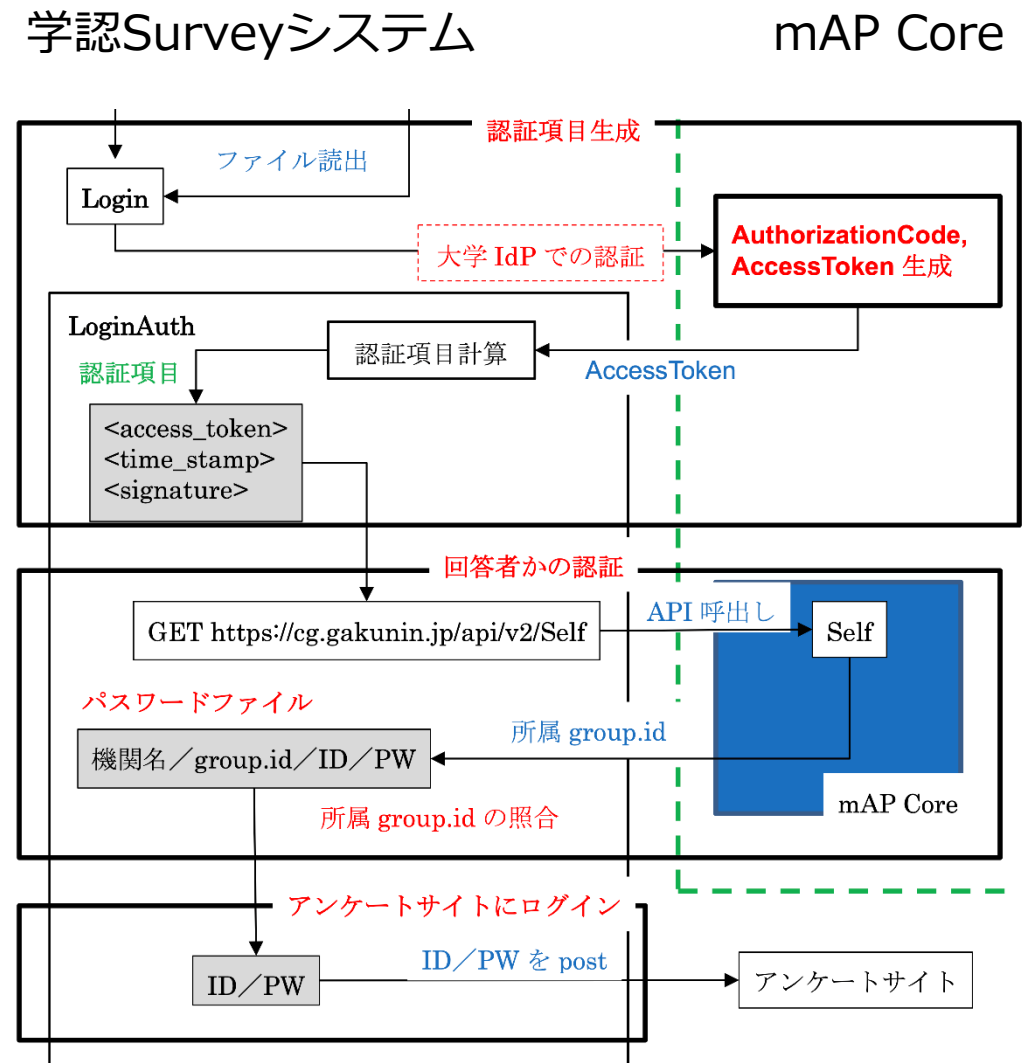 学認Surveyシステム
mAP Core
認証項目生成
ファイル読出
Login
大学 IdP での認証
AuthorizationCode,
AccessToken 生成
LoginAuth
認証項目計算
AccessToken
認証項目
<access_token>
<time_stamp>
<signature>
回答者かの認証
API 呼出し
GET https://cg.gakunin.jp/api/v2/Self
Self
パスワードファイル
所属 group.id
機関名／group.id／ID／PW
mAP Core
所属 group.id の照合
アンケートサイトにログイン
ID／PW を post
ID／PW
アンケートサイト